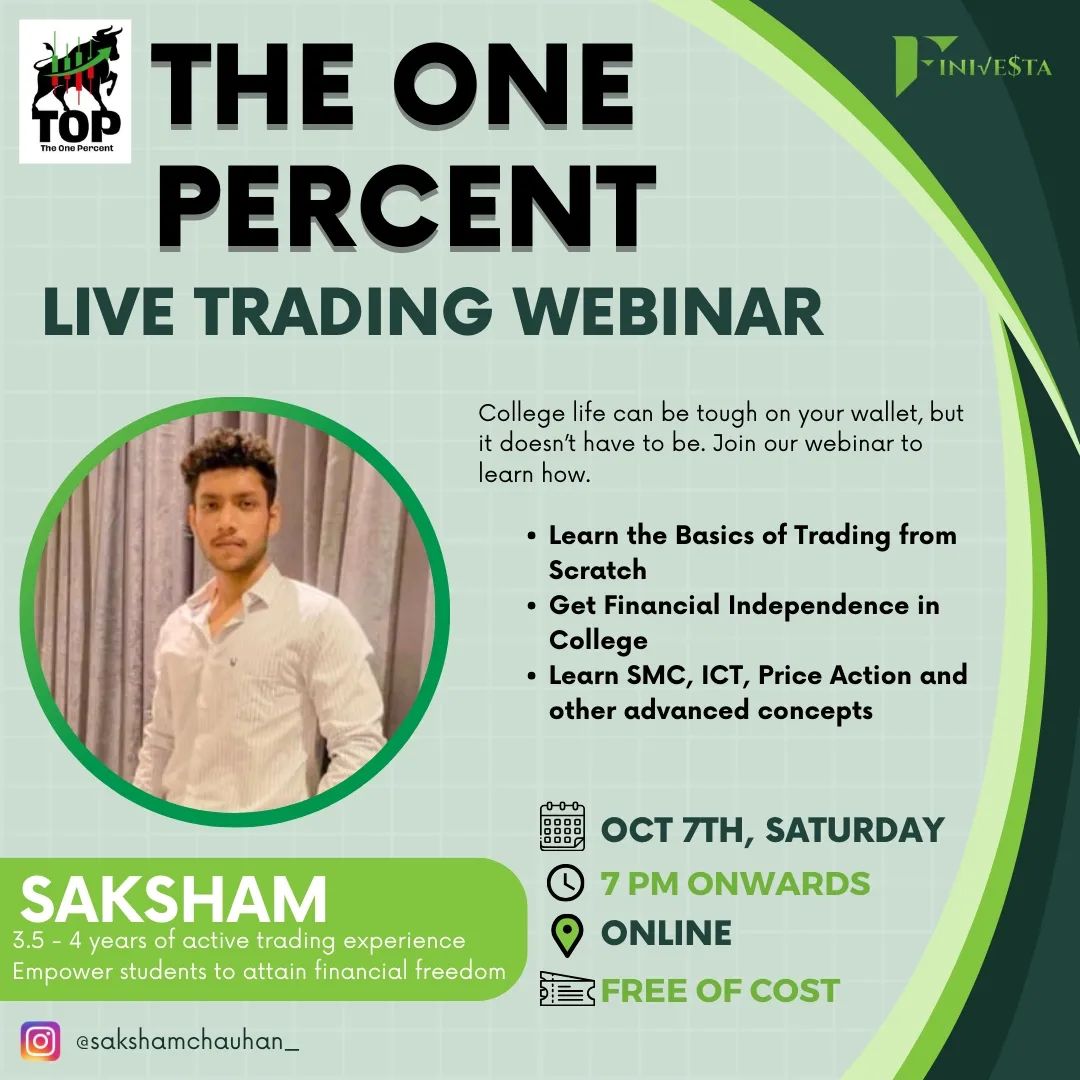 TOP
The One Percent
THE ONE
PERCENT
FINIVE$TA
LIVE TRADING WEBINAR
College life can be tough on your wallet, but
it doesn't have to be. Join our webinar to
learn how.
• Learn the Basics of Trading from
Scratch
• Get Financial Independence in
College
• Learn SMC, ICT, Price Action and
other advanced concepts
OCT 7TH, SATURDAY
7 PM ONWARDS
ONLINE
FREE OF COST
SAKSHAM
3.5 - 4 years of active trading experience
Empower students to attain financial freedom
@sakshamchauhan_